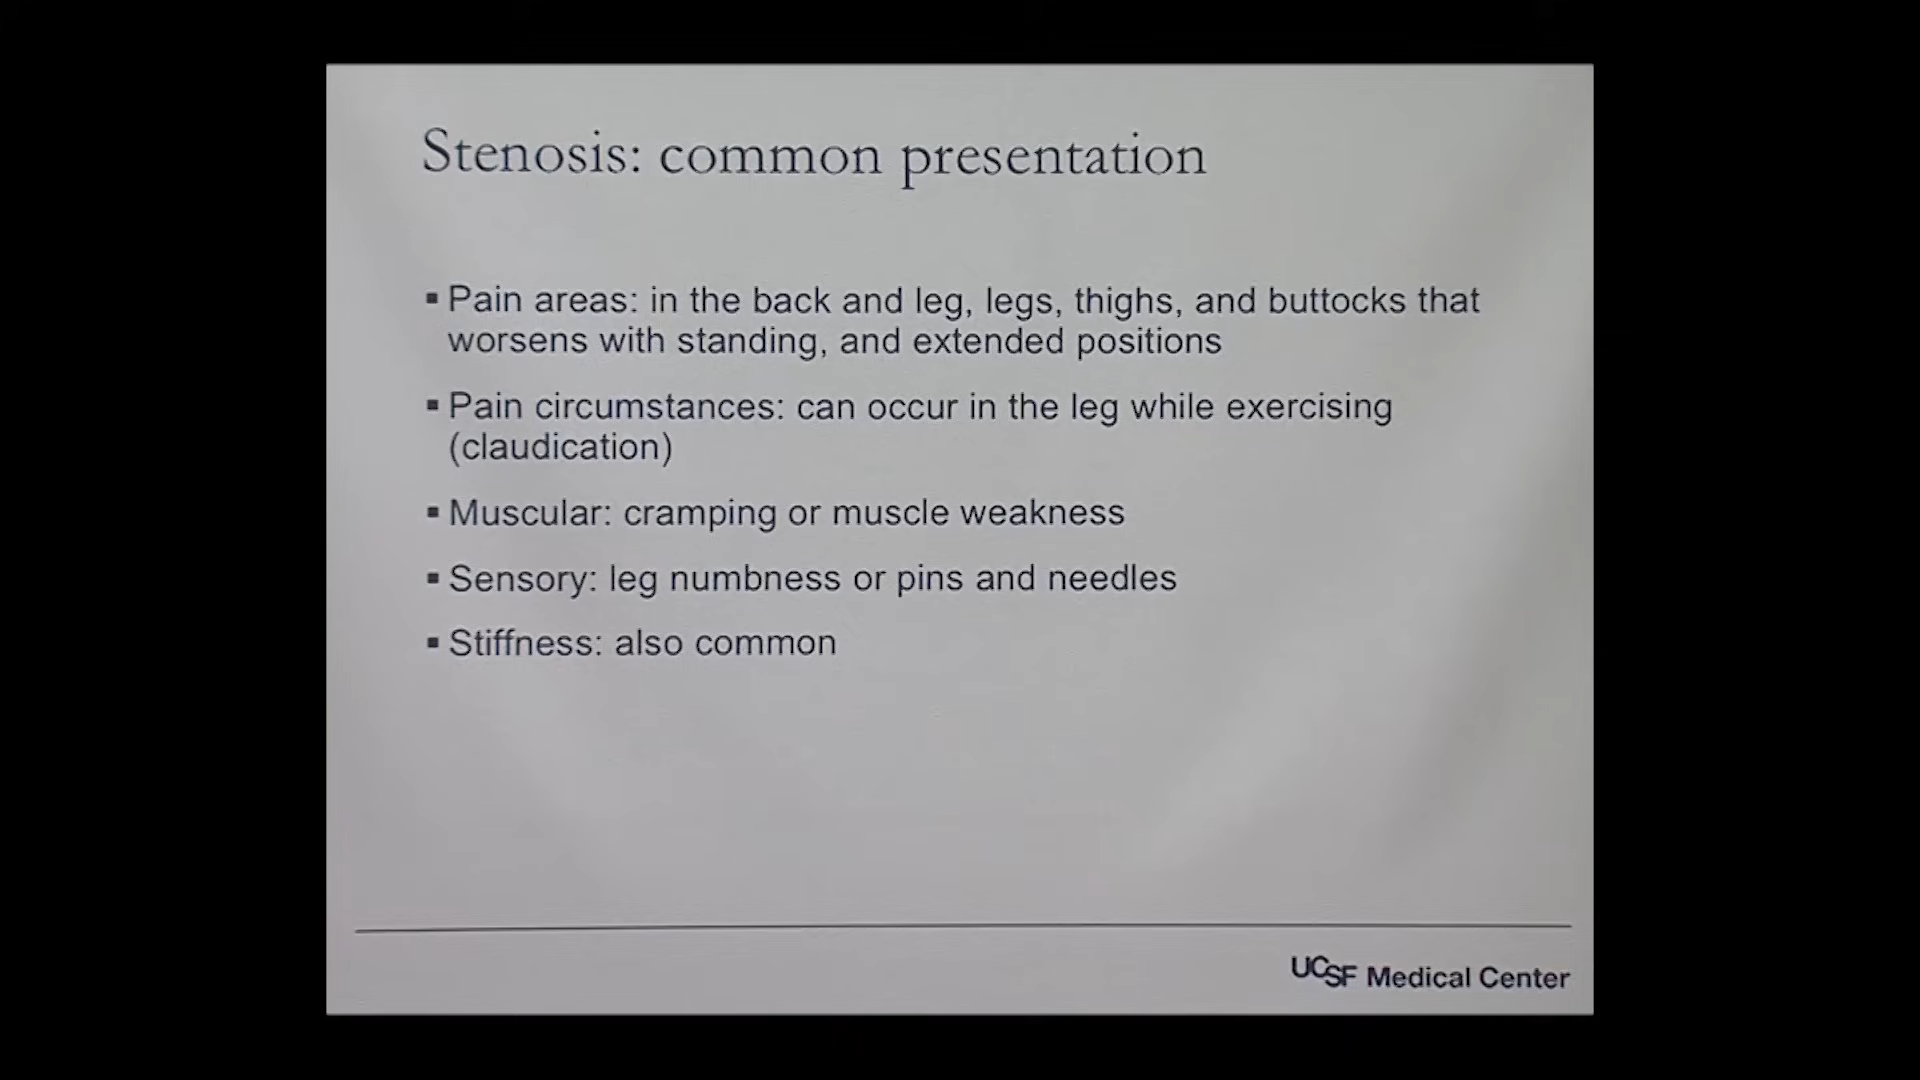 Stenosis: common presentation
▪ Pain areas: in the back and leg, legs, thighs, and buttocks that
worsens with standing, and extended positions
▪ Pain circumstances: can occur in the leg while exercising
(claudication)
▪ Muscular: cramping or muscle weakness
▪ Sensory: leg numbness or pins and needles
▪ Stiffness: also common
UCSF Medical Center